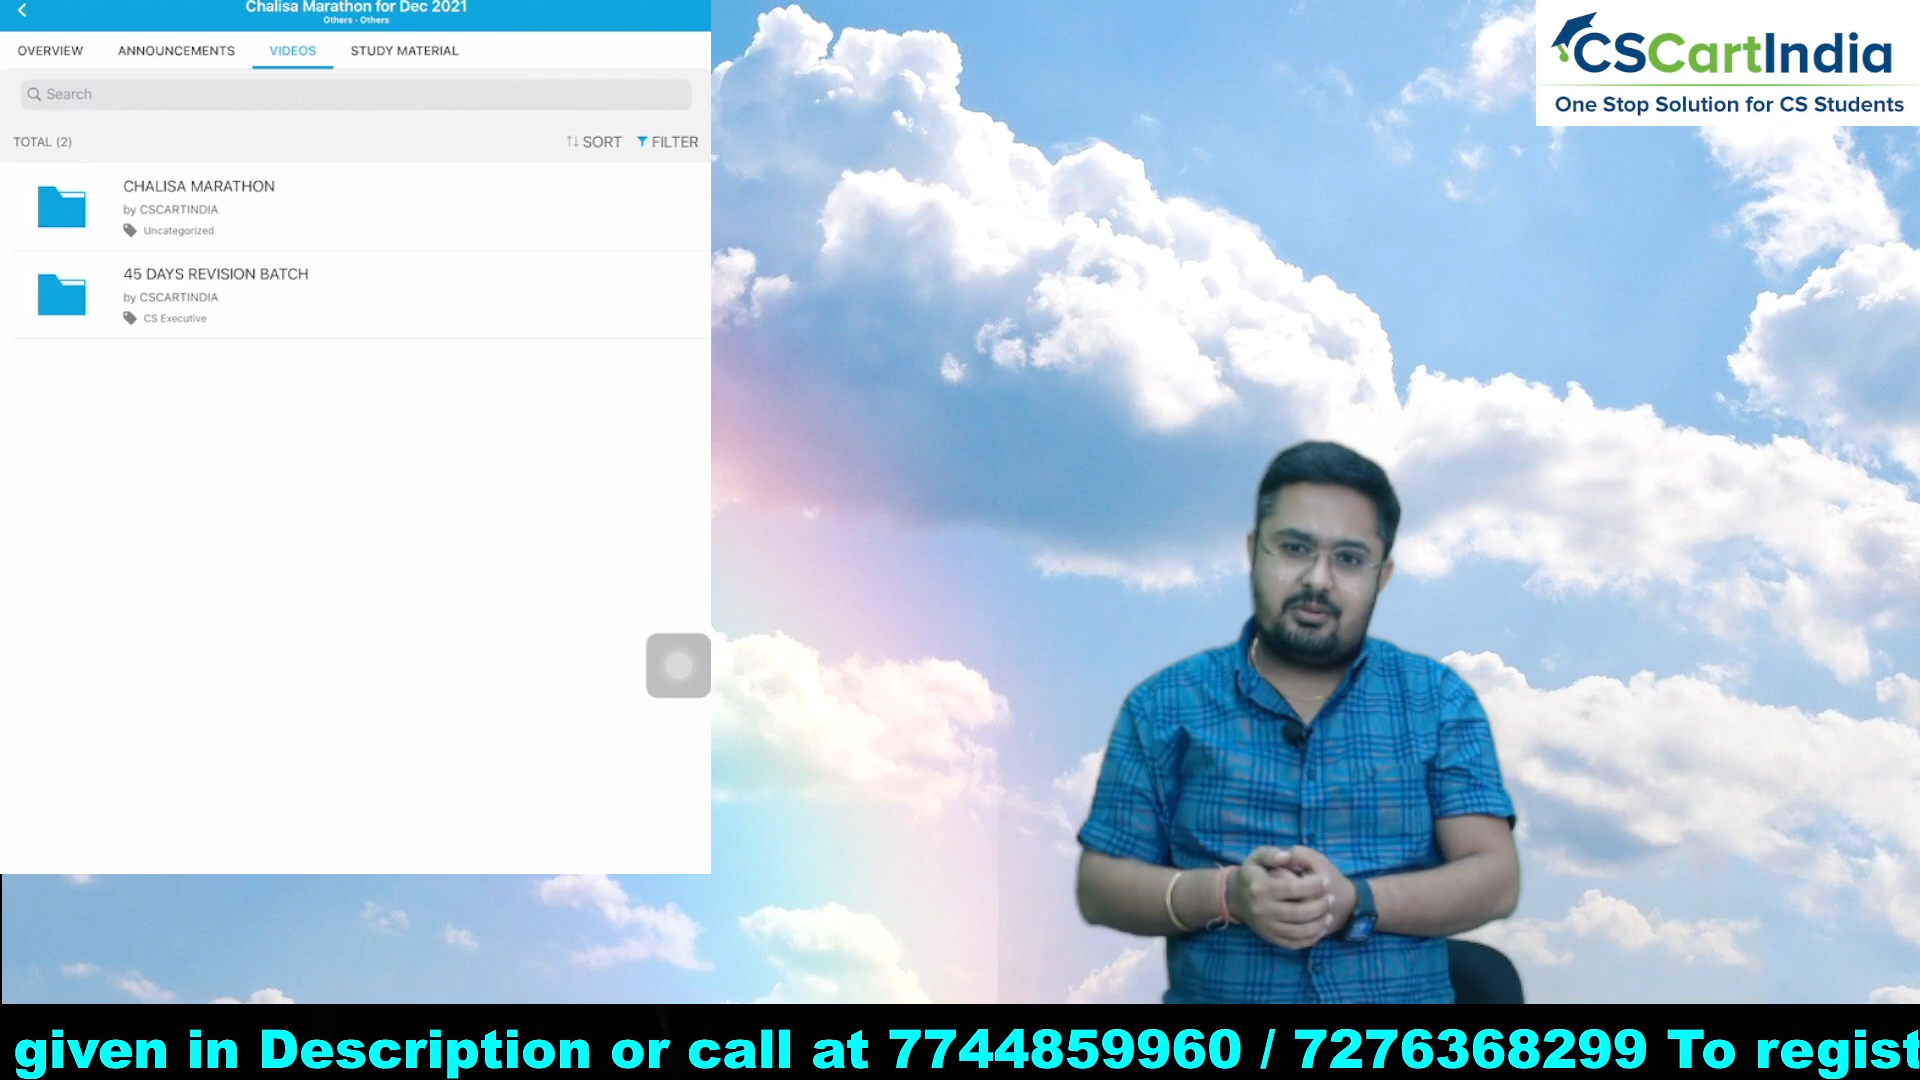 Chalisa Marathon for Dec 2021
Others - Others
OVERVIEW ANNOUNCEMENTS VIDEOS STUDY MATERIAL
Search
TOTAL (2) SORT FILTER
CHALISA MARATHON
by CSCARTINDIA
Uncategorized
45 DAYS REVISION BATCH
by CSCARTINDIA
CS Executive
CSCartIndia
One Stop Solution for CS Students
given in Description or call at 7744859960 / 7276368299 To regist